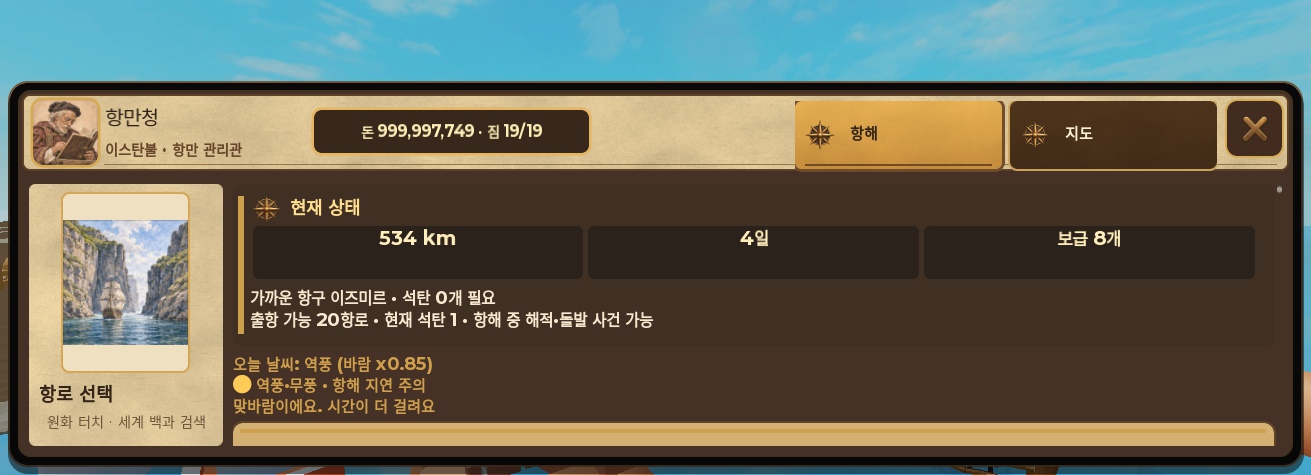 항만청
이스탄불 • 항만 관리관
돈 999,997,749 · 짐 19/19
항해
지도
항로 선택
원화 터치 · 세계 백과 검색
현재 상태
534 km
4일
보급 8개
가까운 항구 이즈미르 • 석탄 0개 필요
출항 가능 20항로 • 현재 석탄 1 • 항해 중 해적•돌발 사건 가능
오늘 날씨: 역풍 (바람 x0.85)
역풍•무풍 • 항해 지연 주의
맞바람이에요. 시간이 더 걸려요